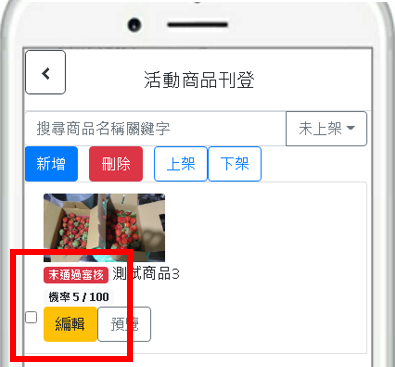 活動商品刊登
搜尋商品名稱關鍵字 未上架
新增 刪除 上架 下架
未通過審核 測試商品3
機率 5 / 100
編輯 預覽